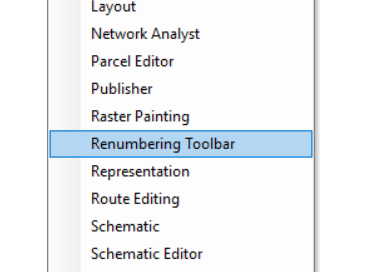 Layout
Network Analyst
Parcel Editor
Publisher
Raster Painting
Renumbering Toolbar
Representation
Route Editing
Schematic
Schematic Editor